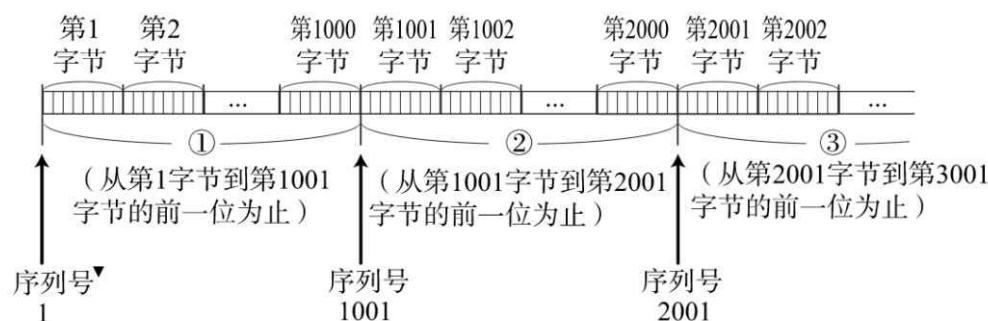 第1 第2 第1000 第1001 第1002 第2000 第2001 第2002
字节 字节 字节 字节 字节 字节 字节 字节
... ... ...
① ② ③
（从第1字节到第1001
字节的前一位为止）
（从第1001字节到第2001
字节的前一位为止）
（从第2001字节到第3001
字节的前一位为止）
序列号▼ 序列号 序列号
1 1001 2001